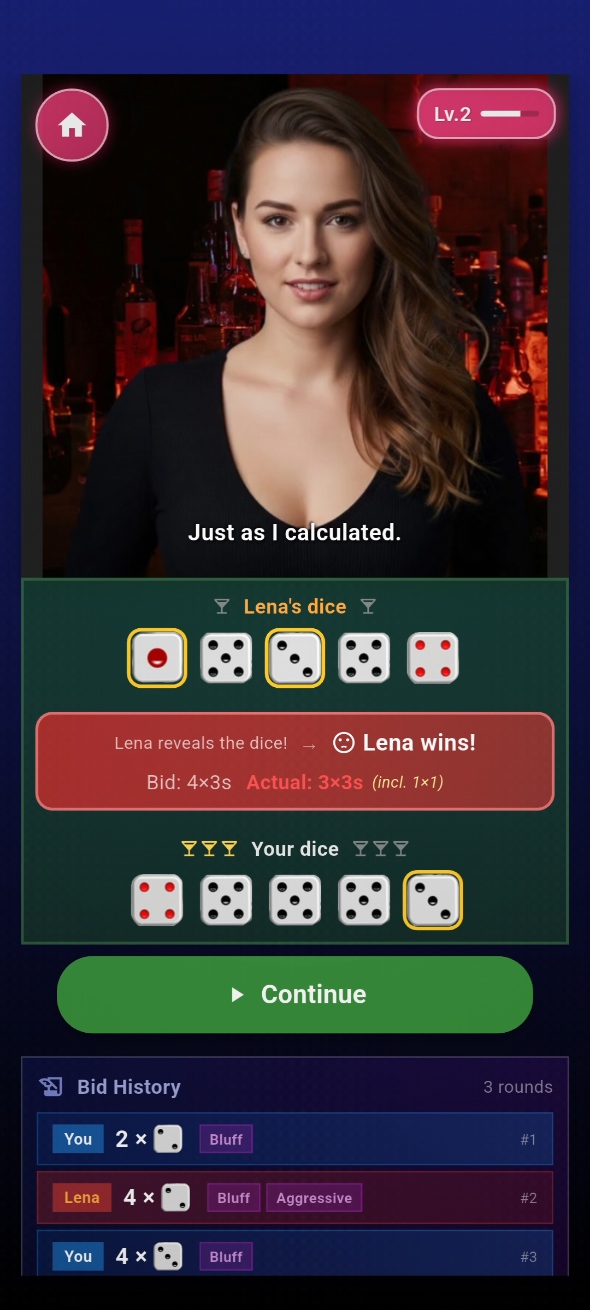 Lv.2
Just as I calculated.
Lena's dice
Lena reveals the dice! → Lena wins!
Bid: 4×3s Actual: 3×3s (incl. 1×1)
Your dice
Continue
Bid History 3 rounds
You 2 × Bluff #1
Lena 4 × Bluff Aggressive #2
You 4 × Bluff #3